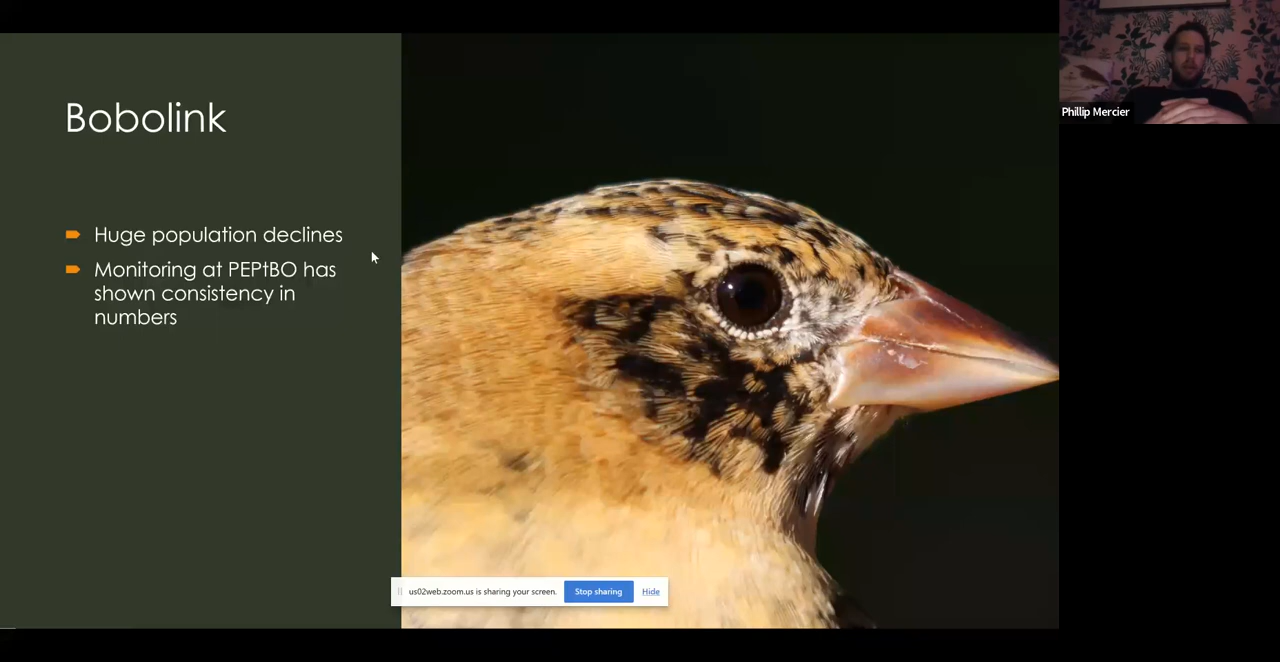 Bobolink
Huge population declines
Monitoring at PEPtBO has
shown consistency in
numbers
us02web.zoom.us is sharing your screen.
Stop sharing
Hide
Phillip Mercier